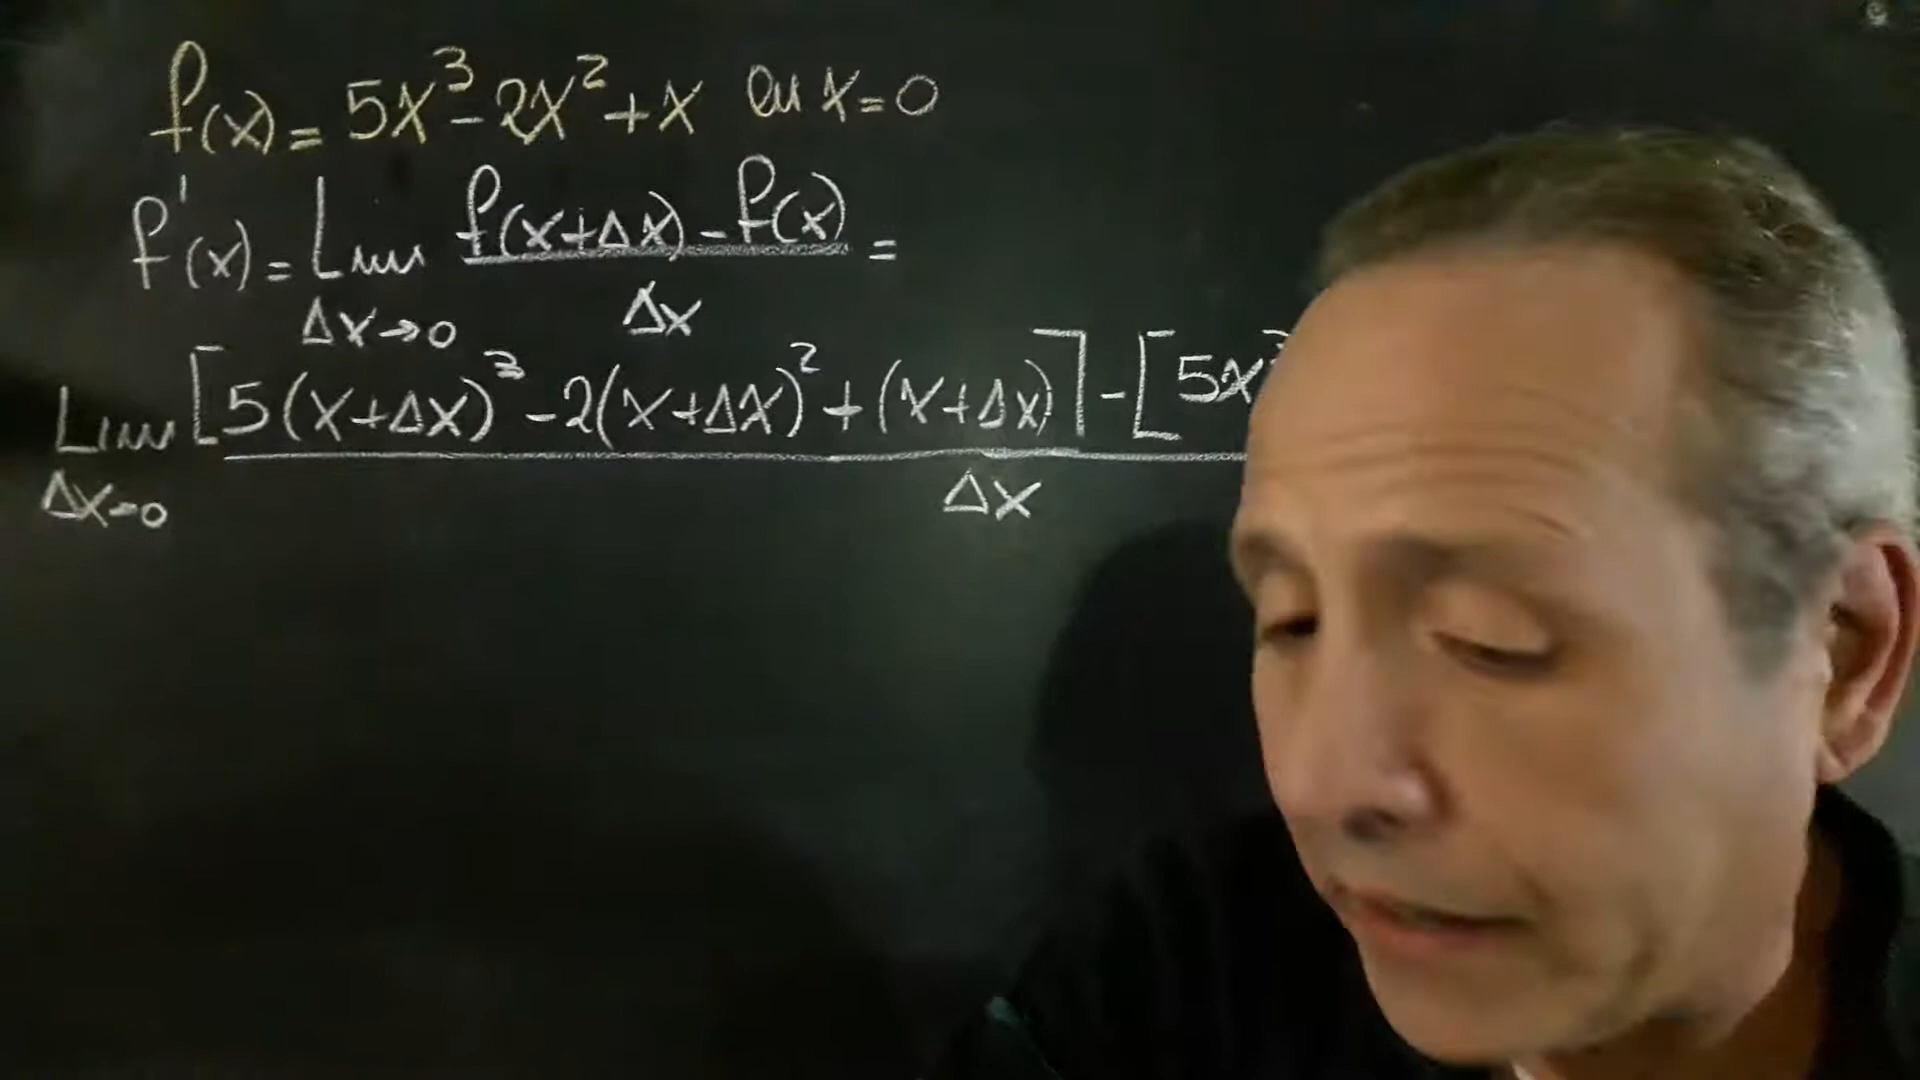 f(x) = 5x³ - 2x² + x en x = 0
f'(x) = Lim f(x+Δx) - f(x) =
Δx→0 Δx
Lim [5(x+Δx)³ - 2(x+Δx)² + (x+Δx)] - [5x
Δx→0 Δx